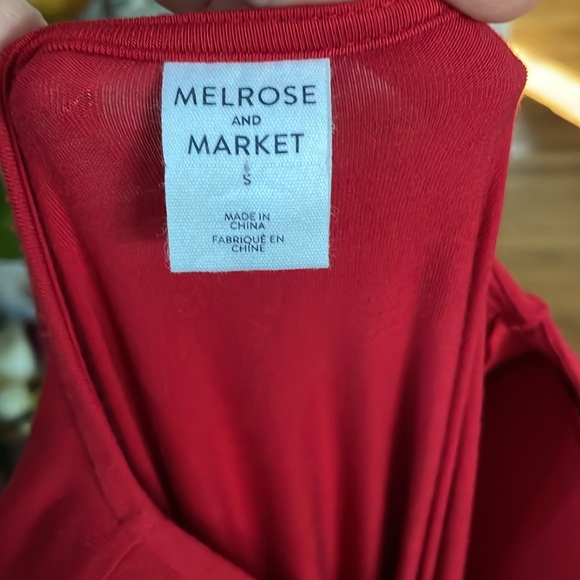 MELROSE
AND
MARKET
S
MADE IN
CHINA
FABRIQUÉ EN
CHINE